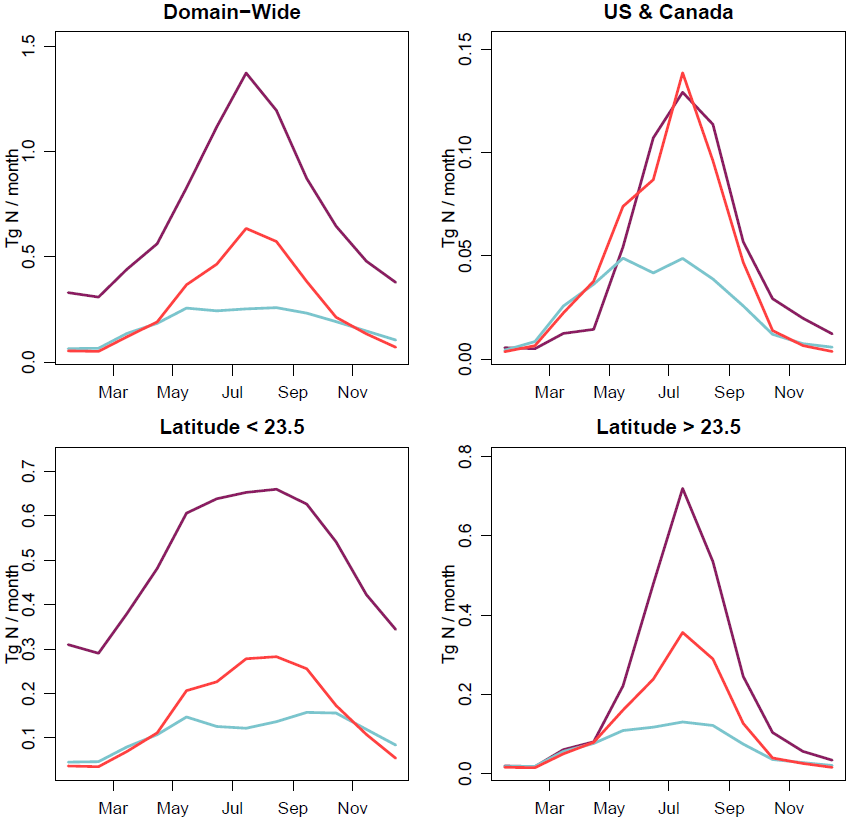 Domain−Wide
Tg N / month
1.5
1.0
0.5
0.0
Mar May Jul Sep Nov
US & Canada
Tg N / month
0.15
0.10
0.05
0.00
Mar May Jul Sep Nov
Latitude < 23.5
Tg N / month
0.7
0.6
0.5
0.4
0.3
0.2
0.1
Mar May Jul Sep Nov
Latitude > 23.5
Tg N / month
0.8
0.6
0.4
0.2
0.0
Mar May Jul Sep Nov